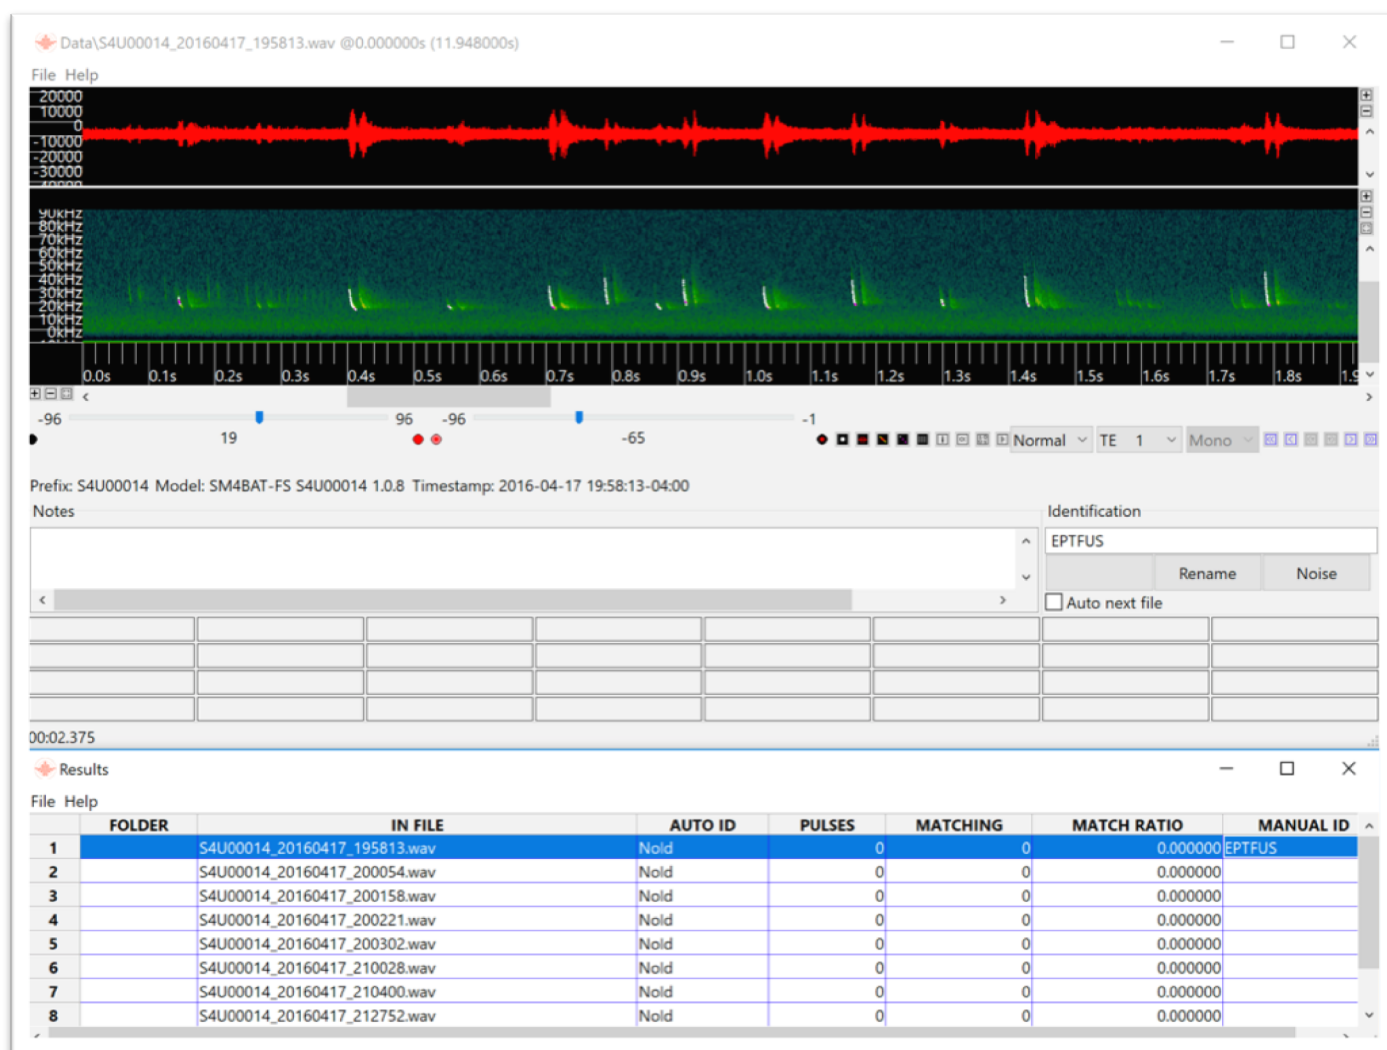 Data\S4U00014_20160417_195813.wav @0.000000s (11.948000s)
File Help
20000
10000
0
-10000
-20000
-30000
90kHz
80kHz
70kHz
60kHz
50kHz
40kHz
30kHz
20kHz
10kHz
0kHz
0.0s 0.1s 0.2s 0.3s 0.4s 0.5s 0.6s 0.7s 0.8s 0.9s 1.0s 1.1s 1.2s 1.3s 1.4s 1.5s 1.6s 1.7s 1.8s
-96 96 -96 -1
19 -65
Normal TE 1 Mono
Prefix: S4U00014 Model: SM4BAT-FS S4U00014 1.0.8 Timestamp: 2016-04-17 19:58:13-04:00
Notes Identification
EPTFUS
Rename Noise
Auto next file
00:02.375
Results
File Help
FOLDER IN FILE AUTO ID PULSES MATCHING MATCH RATIO MANUAL ID
1 S4U00014_20160417_195813.wav NoId 0 0 0.000000 EPTFUS
2 S4U00014_20160417_200054.wav NoId 0 0 0.000000
3 S4U00014_20160417_200158.wav NoId 0 0 0.000000
4 S4U00014_20160417_200221.wav NoId 0 0 0.000000
5 S4U00014_20160417_200302.wav NoId 0 0 0.000000
6 S4U00014_20160417_210028.wav NoId 0 0 0.000000
7 S4U00014_20160417_210400.wav NoId 0 0 0.000000
8 S4U00014_20160417_212752.wav NoId 0 0 0.000000